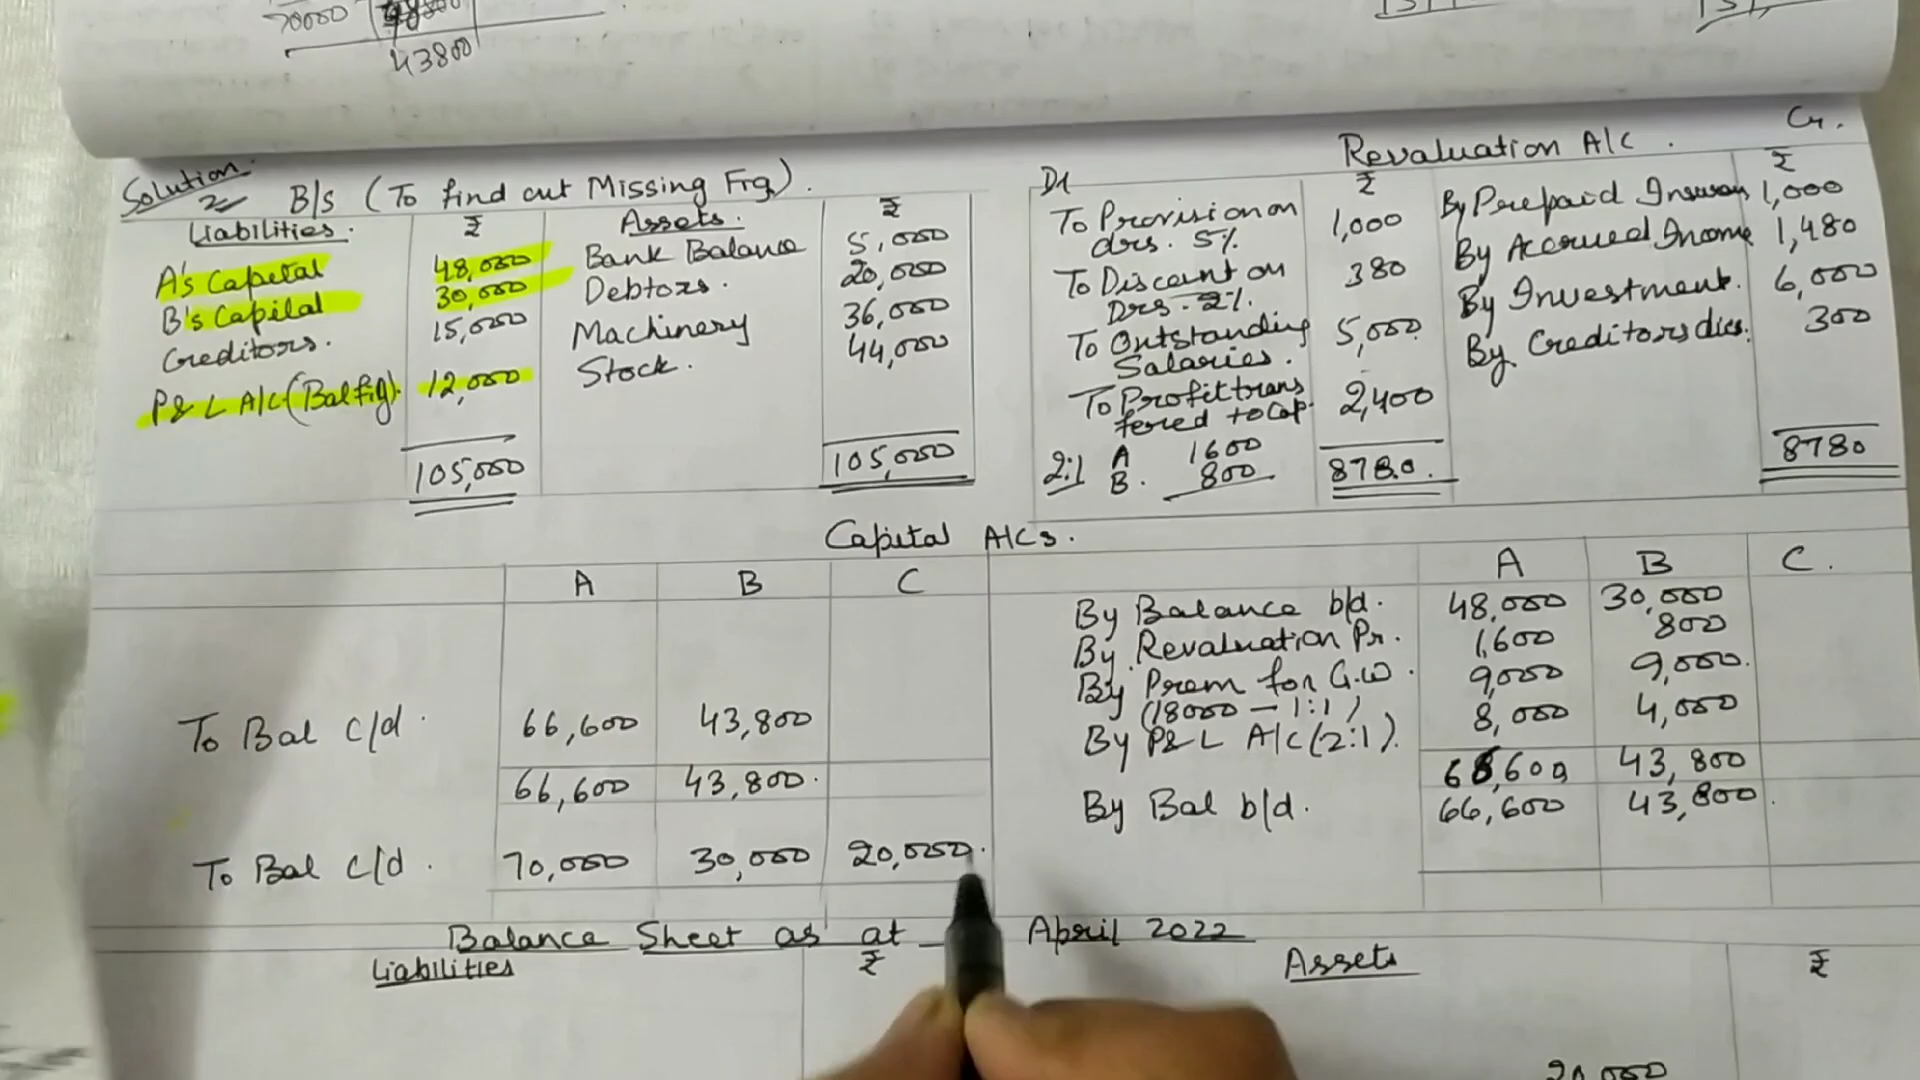 70000
43800
Solution
B/S (To find out Missing Fig).
Liabilities. ₹ Assets. ₹
A's Capital 48,000 Bank Balance 5,000
B's Capital 30,000 Debtors. 20,000
Creditors. 15,000 Machinery 36,000
P& L A/C (Bal fig). 12,000 Stock. 44,000
105,000 105,000
Revaluation A/C. Cr.
₹ ₹
To Provision on drs. 5% 1,000 By Prepaid 1,000
To Discount on Drs. 2%. 380 By Accrued Income 1,480
To Outstanding Salaries. 5,000 By Investment. 6,000
To Profit trans fered to Cap. 2,400 By Creditors 300
2:1 A 1600
B. 800 8780. 8780
Capital A/Cs.
A B C A B C.
By Balance b/d. 48,000 30,000
By Revaluation Pr. 1,600 800
By Prem for G.W. 9,000 9,000.
(18000 — 1:1)
By P&L A/C (2:1). 8,000 4,000
To Bal c/d. 66,600 43,800
66,600 43,800. 66,600 43,800
By Bal b/d. 66,600 43,800.
To Bal c/d. 70,000 30,000 20,000.
Balance Sheet as at April 2022
Liabilities ₹ Assets ₹
20,000